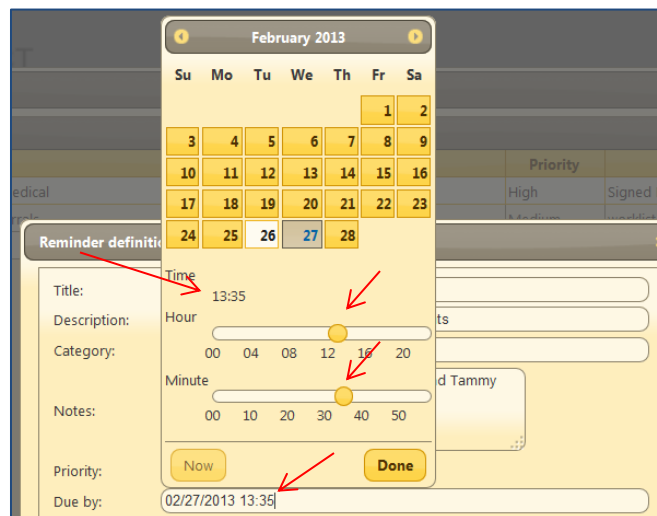 T
February 2013
Su Mo Tu We Th Fr Sa
1 2
3 4 5 6 7 8 9
10 11 12 13 14 15 16
17 18 19 20 21 22 23
24 25 26 27 28
Priority
edical High Signed
Medium worklist
Reminder definiti
Time
13:35
Title:
Hour
Description: ts
00 04 08 12 16 20
Category:
Minute
d Tammy
00 10 20 30 40 50
Notes:
Now Done
Priority:
Due by: 02/27/2013 13:35